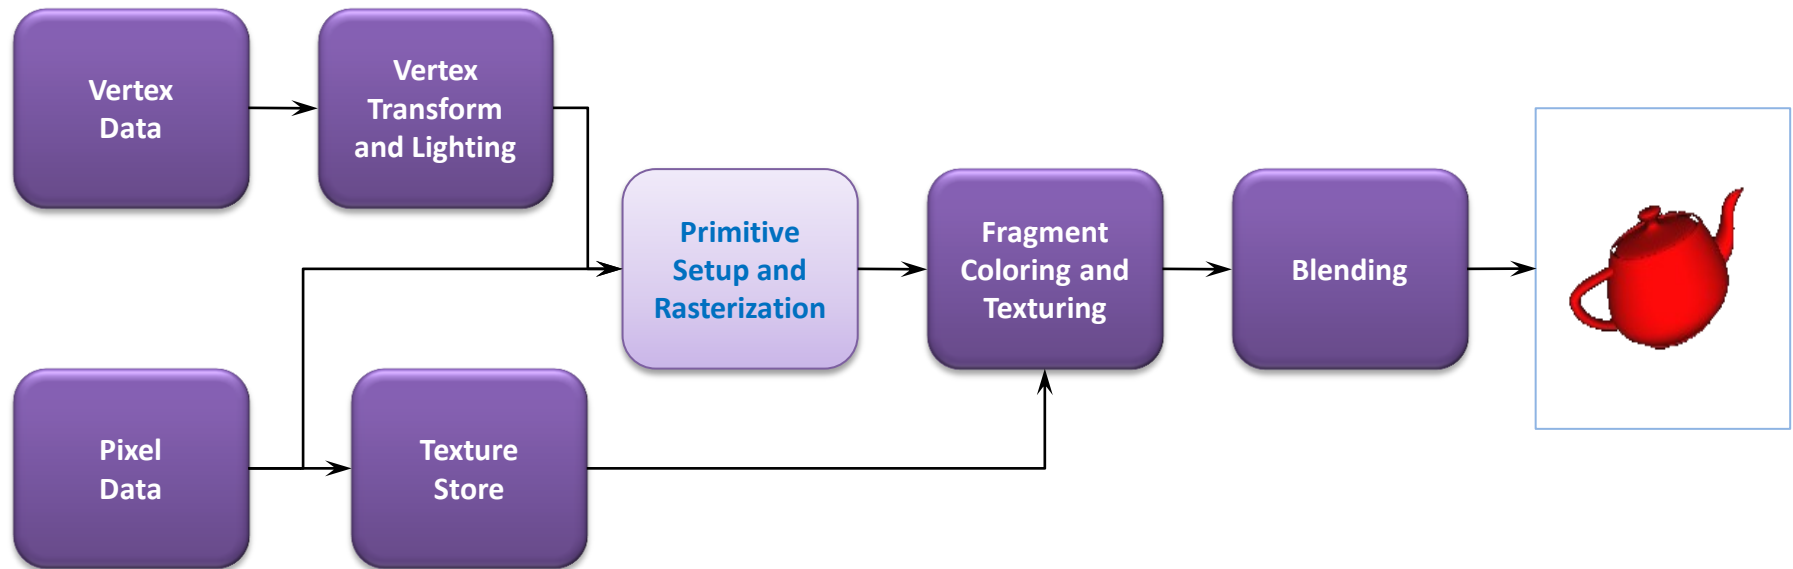 Vertex
Data
Vertex
Transform
and Lighting
Primitive
Setup and
Rasterization
Fragment
Coloring and
Texturing
Blending
Pixel
Data
Texture
Store